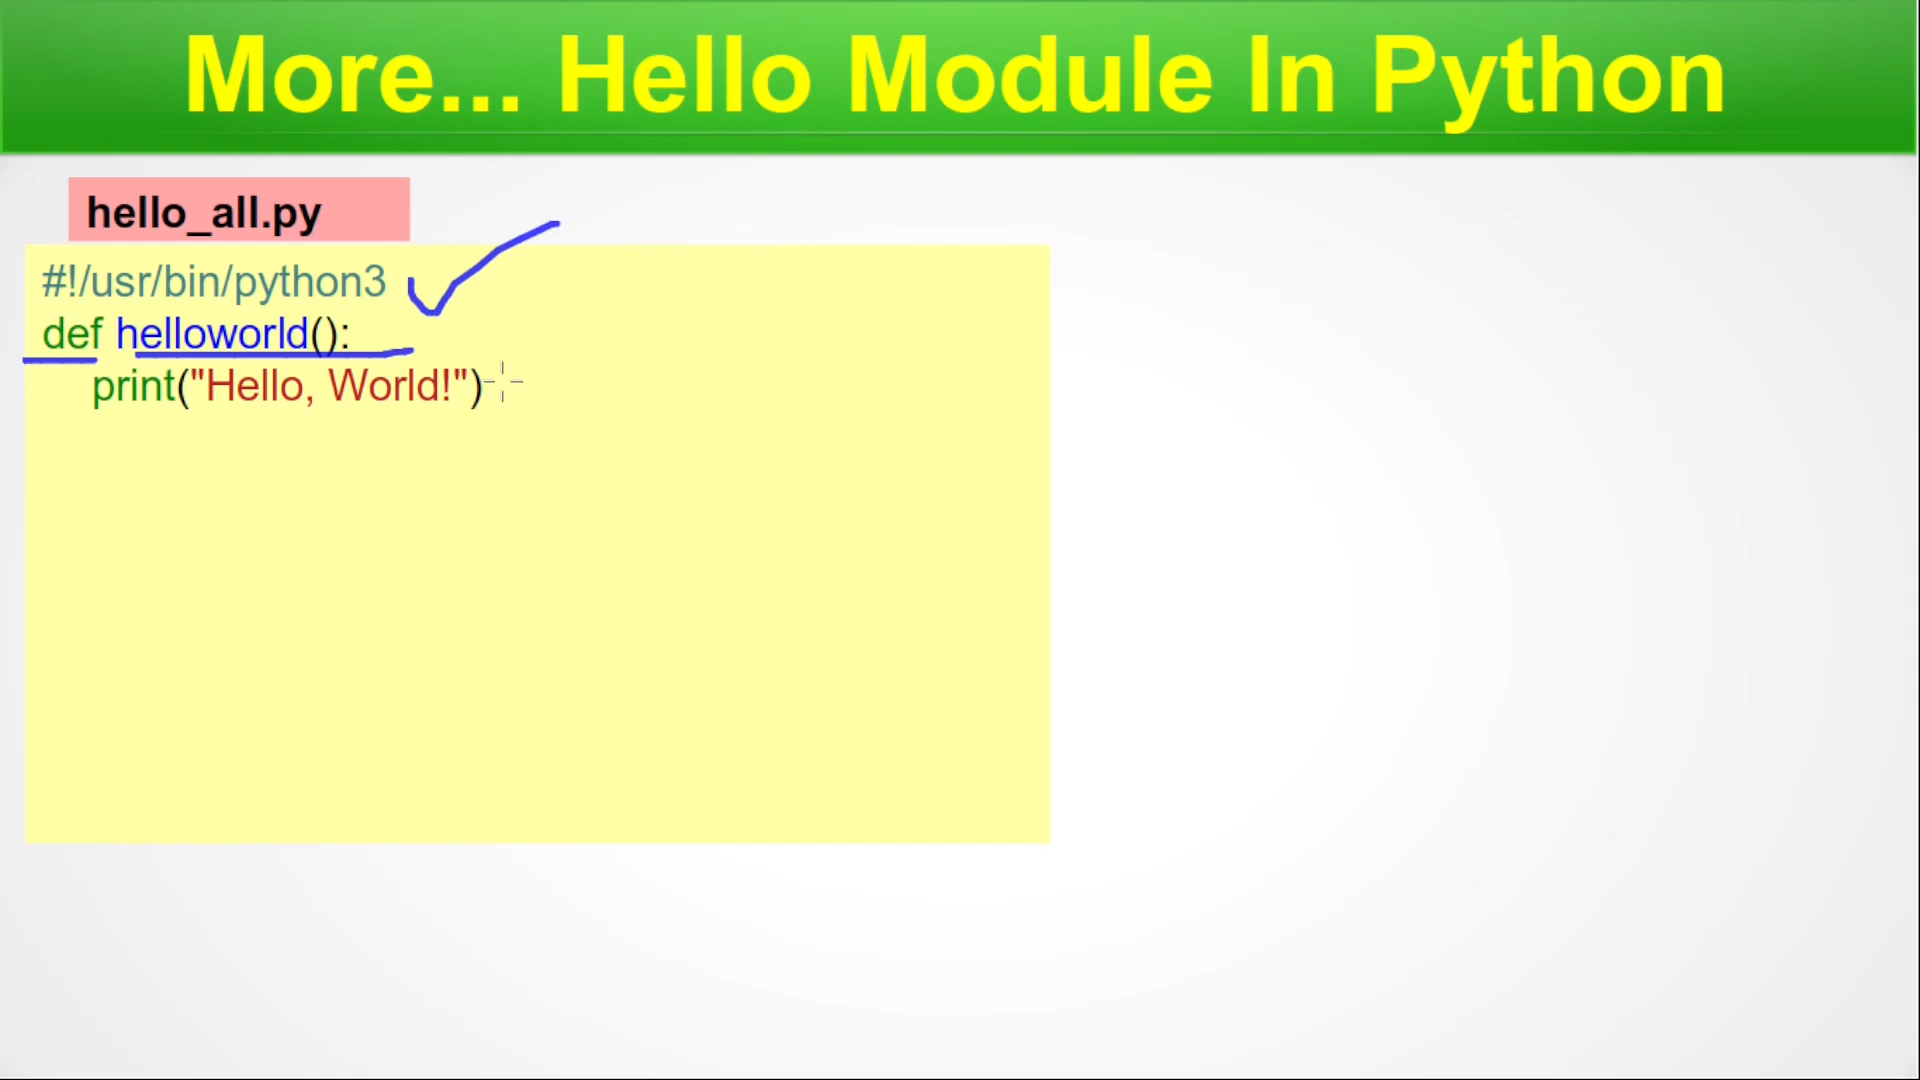 More... Hello Module In Python
hello_all.py
#!/usr/bin/python3
def helloworld():
    print("Hello, World!")